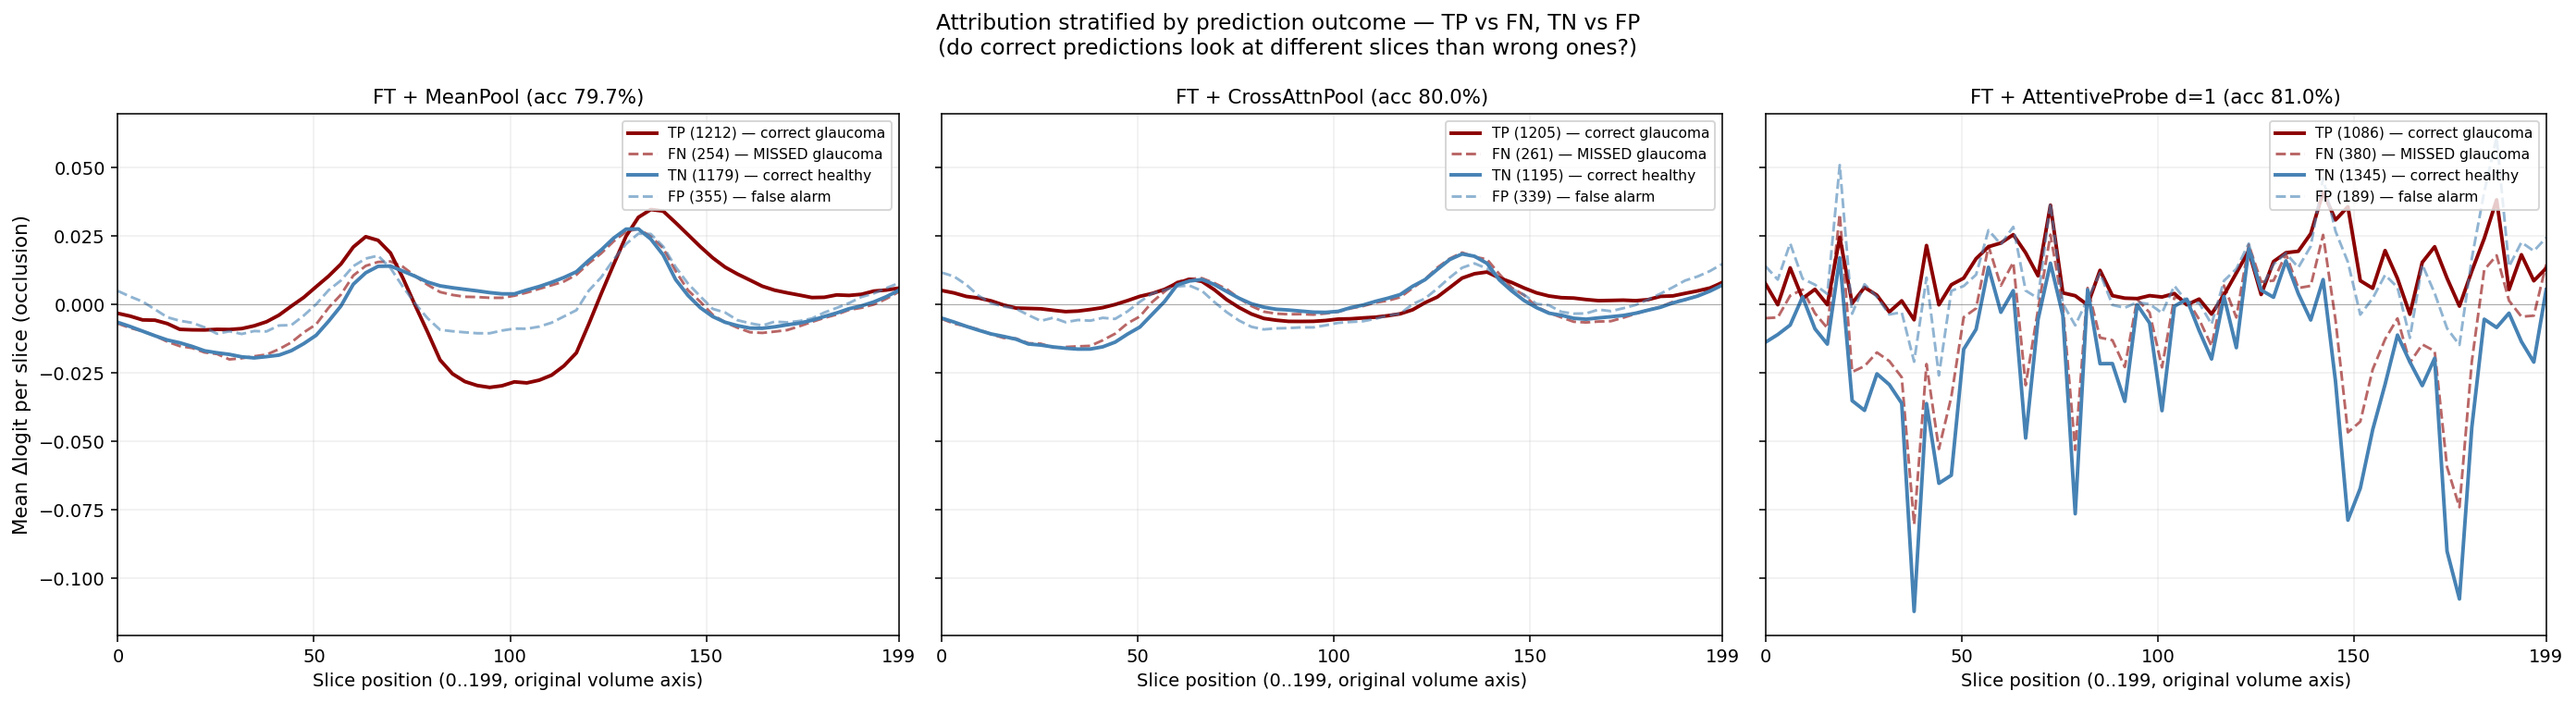 Attribution stratified by prediction outcome — TP vs FN, TN vs FP
(do correct predictions look at different slices than wrong ones?)
FT + MeanPool (acc 79.7%)
TP (1212) — correct glaucoma
FN (254) — MISSED glaucoma
TN (1179) — correct healthy
FP (355) — false alarm
Mean Δlogit per slice (occlusion)
0.050
0.025
0.000
−0.025
−0.050
−0.075
−0.100
0 50 100 150 199
Slice position (0..199, original volume axis)
FT + CrossAttnPool (acc 80.0%)
TP (1205) — correct glaucoma
FN (261) — MISSED glaucoma
TN (1195) — correct healthy
FP (339) — false alarm
0 50 100 150 199
Slice position (0..199, original volume axis)
FT + AttentiveProbe d=1 (acc 81.0%)
TP (1086) — correct glaucoma
FN (380) — MISSED glaucoma
TN (1345) — correct healthy
FP (189) — false alarm
0 50 100 150 199
Slice position (0..199, original volume axis)